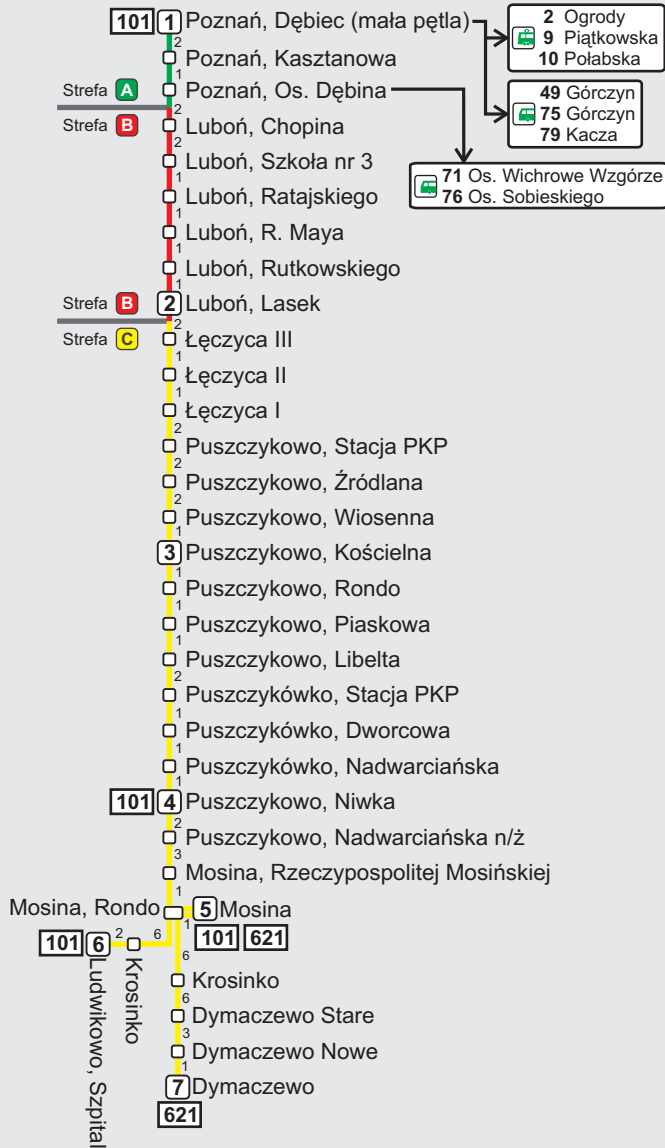 101 1 Poznań, Dębiec (mała pętla)
2 Ogrody
9 Piątkowska
10 Połabska
49 Górczyn
75 Górczyn
79 Kacza
2
Poznań, Kasztanowa
1
Strefa A Poznań, Os. Dębina
71 Os. Wichrowe Wzgórze
76 Os. Sobieskiego
2
Strefa B Luboń, Chopina
2
Luboń, Szkoła nr 3
1
Luboń, Ratajskiego
1
Luboń, R. Maya
1
Luboń, Rutkowskiego
1
Strefa B 2 Luboń, Lasek
2
Strefa C Łęczyca III
1
Łęczyca II
1
Łęczyca I
2
Puszczykowo, Stacja PKP
2
Puszczykowo, Źródlana
2
Puszczykowo, Wiosenna
1
3 Puszczykowo, Kościelna
1
Puszczykowo, Rondo
1
Puszczykowo, Piaskowa
1
Puszczykowo, Libelta
2
Puszczykówko, Stacja PKP
1
Puszczykówko, Dworcowa
1
Puszczykówko, Nadwarciańska
1
101 4 Puszczykowo, Niwka
2
Puszczykowo, Nadwarciańska n/ż
3
Mosina, Rzeczypospolitej Mosińskiej
1
Mosina, Rondo 5 Mosina
1
101 621
101 6 2 6
Ludwikowo, Szpital
Krosinko
6
Krosinko
6
Dymaczewo Stare
3
Dymaczewo Nowe
1
7 Dymaczewo
621